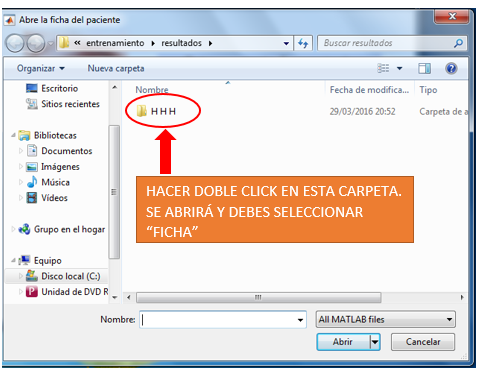 Abre la ficha del paciente
« entrenamiento resultados
Buscar resultados
Organizar
Nueva carpeta
Escritorio
Sitios recientes
Bibliotecas
Documentos
Imágenes
Música
Vídeos
Grupo en el hogar
Equipo
Disco local (C:)
Unidad de DVD R
Nombre
Fecha de modifica...
Tipo
H H H
29/03/2016 20:52
Carpeta de a
HACER DOBLE CLICK EN ESTA CARPETA.
SE ABRIRÁ Y DEBES SELECCIONAR
“FICHA”
Nombre:
All MATLAB files
Abrir
Cancelar